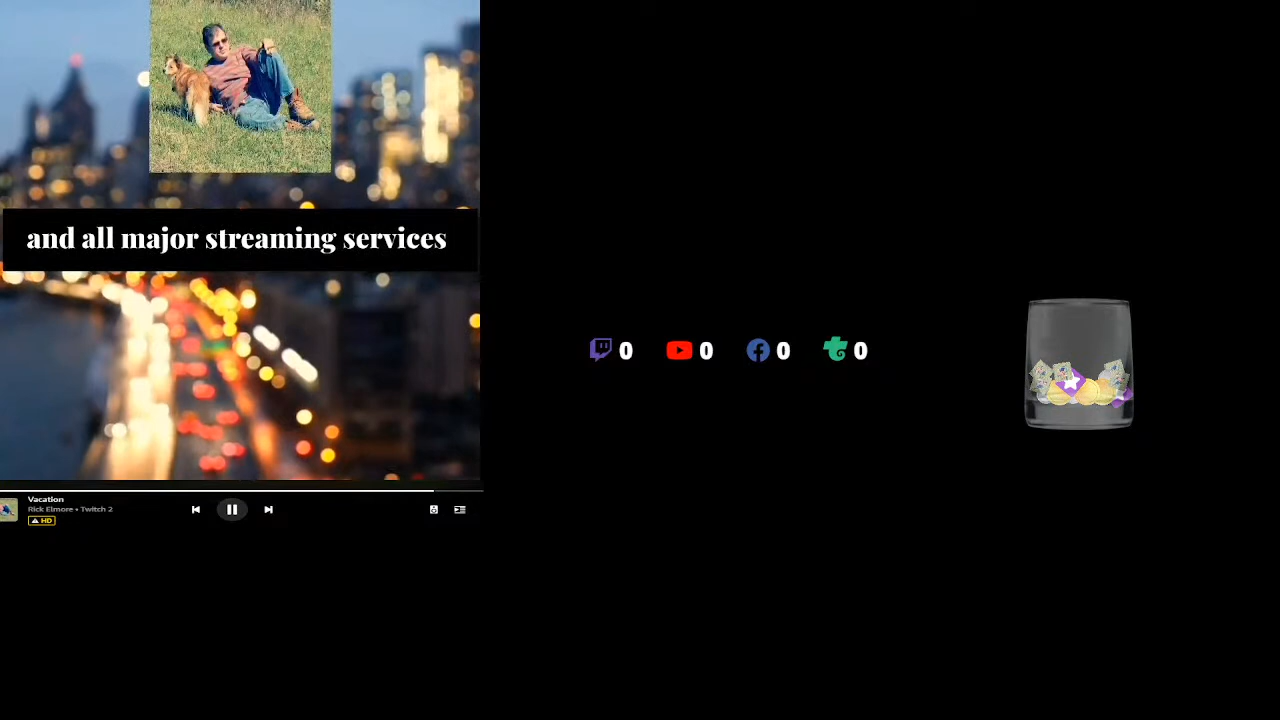 and all major streaming services
0 0 0 0
Vacation
Rick Elmore • Twitch 2
HD